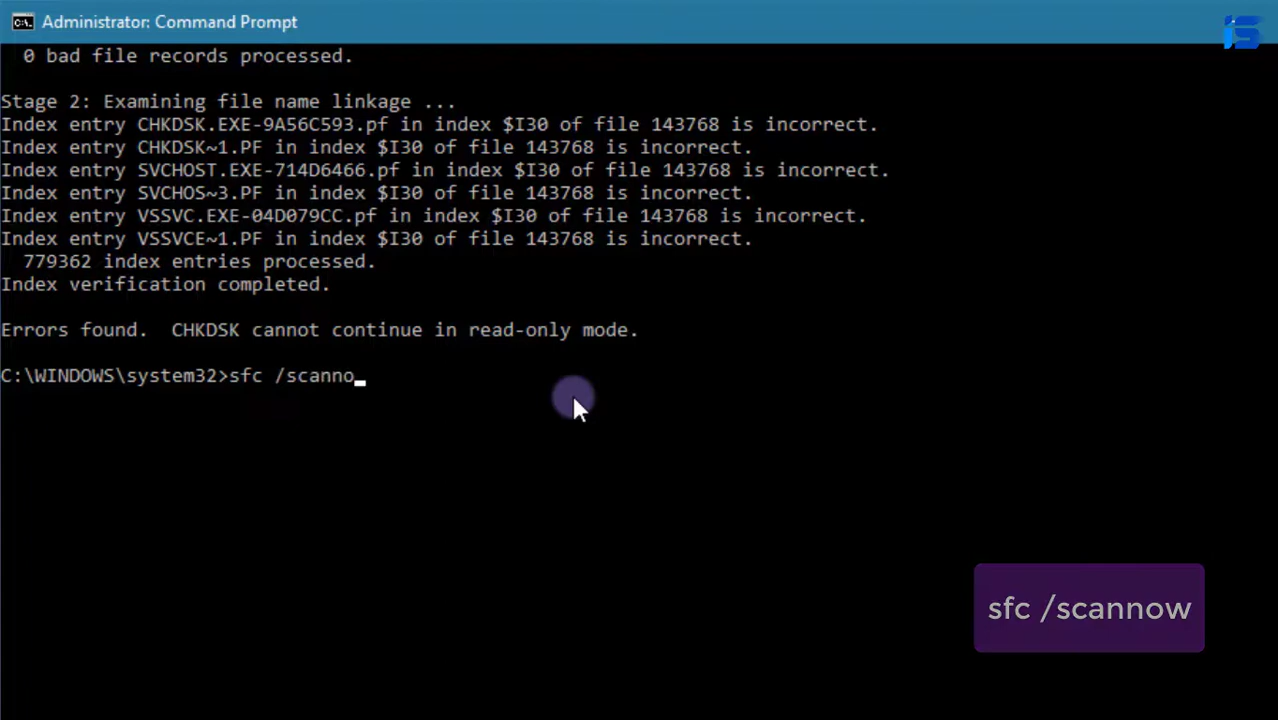 Administrator: Command Prompt
0 bad file records processed.
Stage 2: Examining file name linkage ...
Index entry CHKDSK.EXE-9A56C593.pf in index $I30 of file 143768 is incorrect.
Index entry CHKDSK~1.PF in index $I30 of file 143768 is incorrect.
Index entry SVCHOST.EXE-714D6466.pf in index $I30 of file 143768 is incorrect.
Index entry SVCHOS~3.PF in index $I30 of file 143768 is incorrect.
Index entry VSSVC.EXE-04D079CC.pf in index $I30 of file 143768 is incorrect.
Index entry VSSVCE~1.PF in index $I30 of file 143768 is incorrect.
779362 index entries processed.
Index verification completed.
Errors found.  CHKDSK cannot continue in read-only mode.
C:\WINDOWS\system32>sfc /scanno_
sfc /scannow